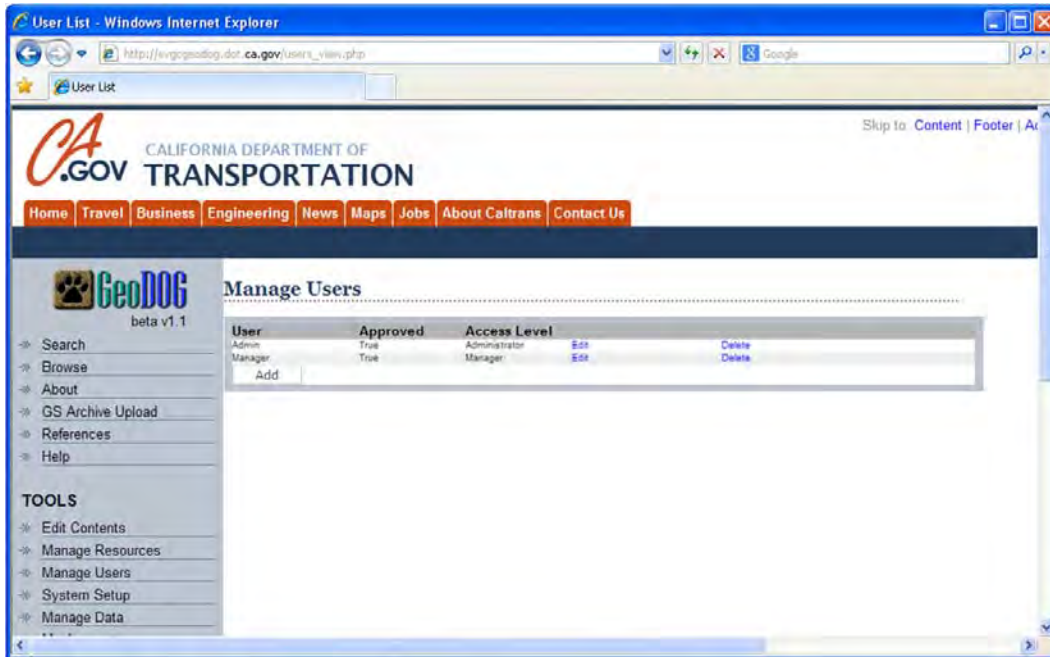 User List - Windows Internet Explorer
http://svgcgeodog.dot.ca.gov/users_view.php
Google
User List
Skip to: Content | Footer |
CA.GOV
CALIFORNIA DEPARTMENT OF
TRANSPORTATION
Home Travel Business Engineering News Maps Jobs About Caltrans Contact Us
GeoDOG
beta v1.1
Search
Browse
About
GS Archive Upload
References
Help
TOOLS
Edit Contents
Manage Resources
Manage Users
System Setup
Manage Data
Manage Users
User Approved Access Level
Admin True Administrator Edit Delete
Manager True Manager Edit Delete
Add